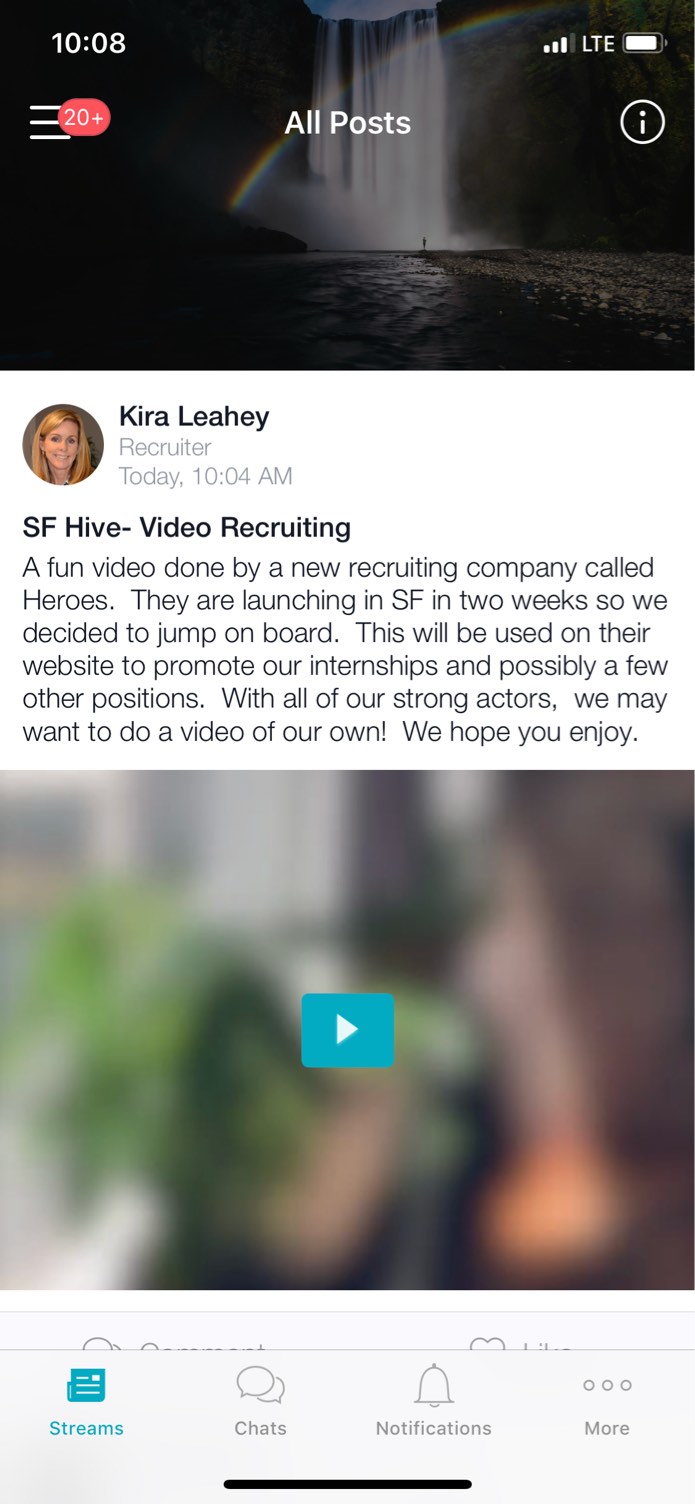 10:08
LTE
20+
All Posts
Kira Leahey
Recruiter
Today, 10:04 AM
SF Hive- Video Recruiting
A fun video done by a new recruiting company called
Heroes.  They are launching in SF in two weeks so we
decided to jump on board.  This will be used on their
website to promote our internships and possibly a few
other positions.  With all of our strong actors,  we may
want to do a video of our own!  We hope you enjoy.
Comment
Like
Streams
Chats
Notifications
More